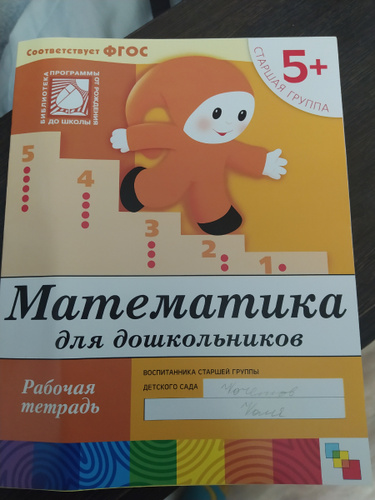 Соответствует ФГОС
5+
СТАРШАЯ ГРУППА
БИБЛИОТЕКА ПРОГРАММЫ ОТ РОЖДЕНИЯ ДО ШКОЛЫ
5
4
3
2
1
Математика
для дошкольников
Рабочая
тетрадь
ВОСПИТАННИКА СТАРШЕЙ ГРУППЫ
ДЕТСКОГО САДА